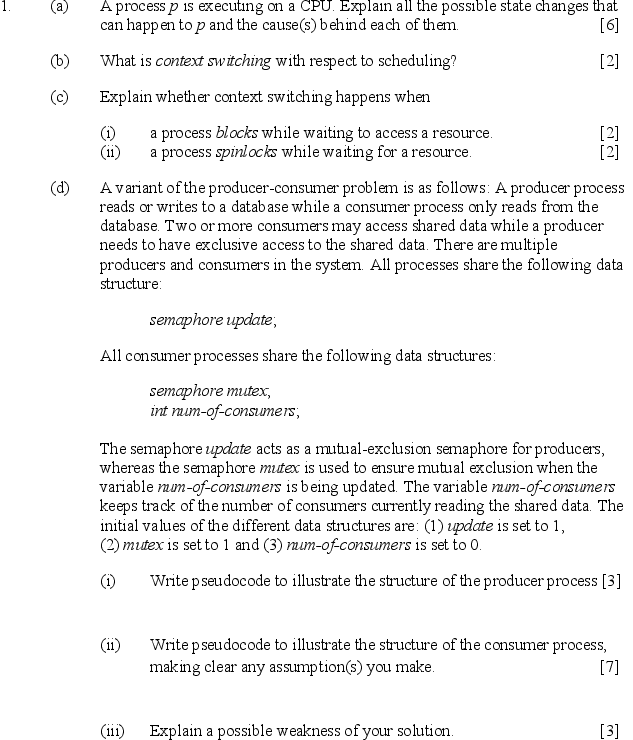 1. (a) A process p is executing on a CPU. Explain all the possible state changes that
can happen to p and the cause(s) behind each of them. [6]
(b) What is context switching with respect to scheduling? [2]
(c) Explain whether context switching happens when
(i) a process blocks while waiting to access a resource. [2]
(ii) a process spinlocks while waiting for a resource. [2]
(d) A variant of the producer-consumer problem is as follows: A producer process
reads or writes to a database while a consumer process only reads from the
database. Two or more consumers may access shared data while a producer
needs to have exclusive access to the shared data. There are multiple
producers and consumers in the system. All processes share the following data
structure:
semaphore update;
All consumer processes share the following data structures:
semaphore mutex;
int num-of-consumers;
The semaphore update acts as a mutual-exclusion semaphore for producers,
whereas the semaphore mutex is used to ensure mutual exclusion when the
variable num-of-consumers is being updated. The variable num-of-consumers
keeps track of the number of consumers currently reading the shared data. The
initial values of the different data structures are: (1) update is set to 1,
(2) mutex is set to 1 and (3) num-of-consumers is set to 0.
(i) Write pseudocode to illustrate the structure of the producer process [3]
(ii) Write pseudocode to illustrate the structure of the consumer process,
making clear any assumption(s) you make. [7]
(iii) Explain a possible weakness of your solution. [3]